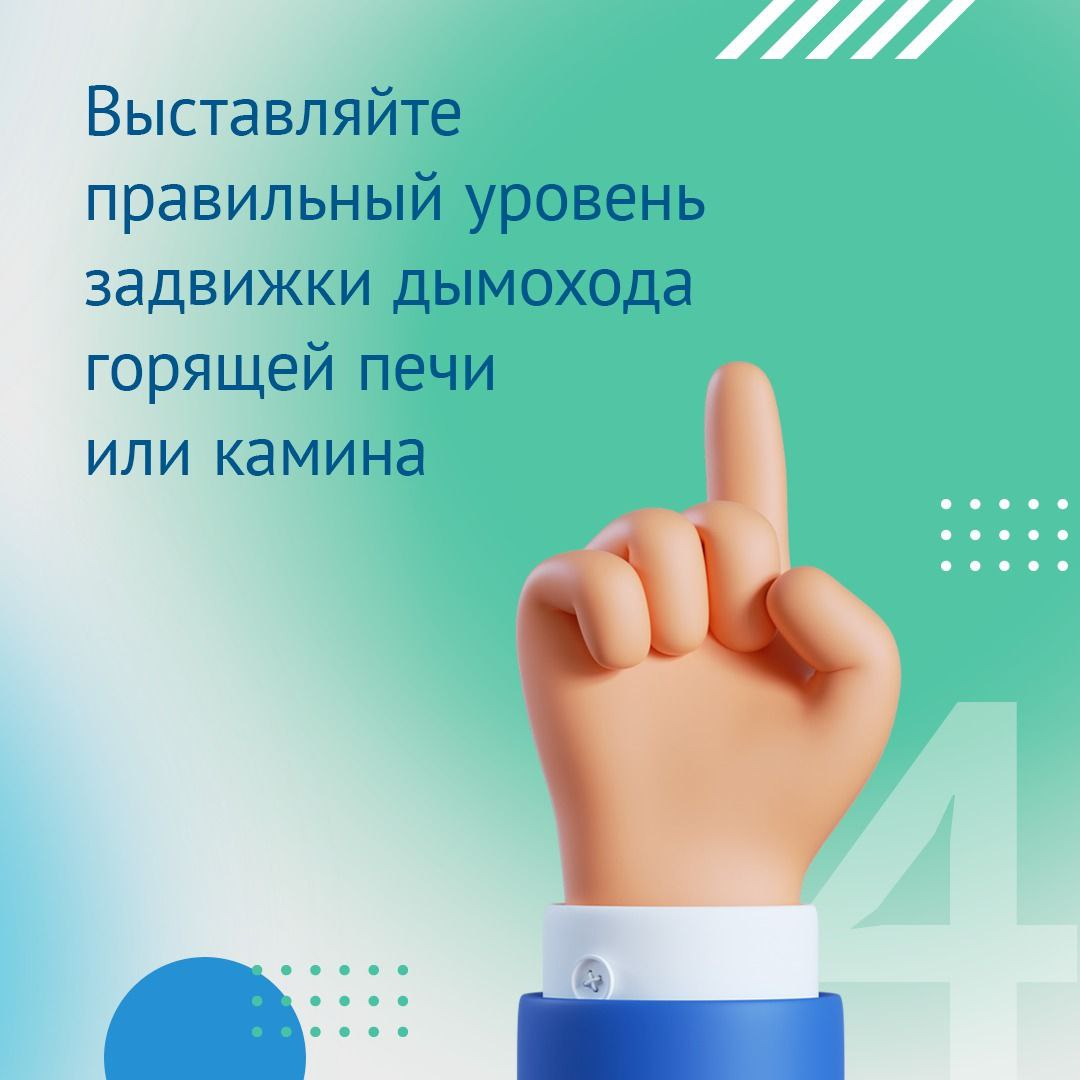 Выставляйте
правильный уровень
задвижки дымохода
горящей печи
или камина
4